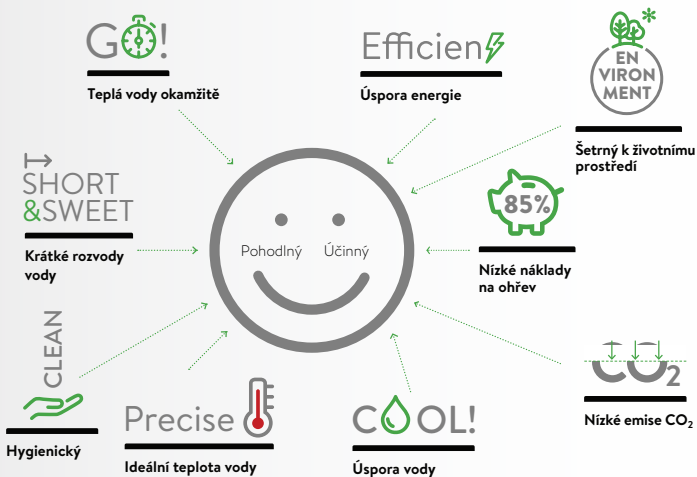 GO!
Teplá vody okamžitě
Efficien
Úspora energie
EN
VIRON
MENT
Šetrný k životnímu
prostředí
SHORT
&SWEET
Krátké rozvody
vody
Pohodlný Účinný
85%
Nízké náklady
na ohřev
CLEAN
Hygienický
Precise
Ideální teplota vody
COOL!
Úspora vody
CO2
Nízké emise CO₂